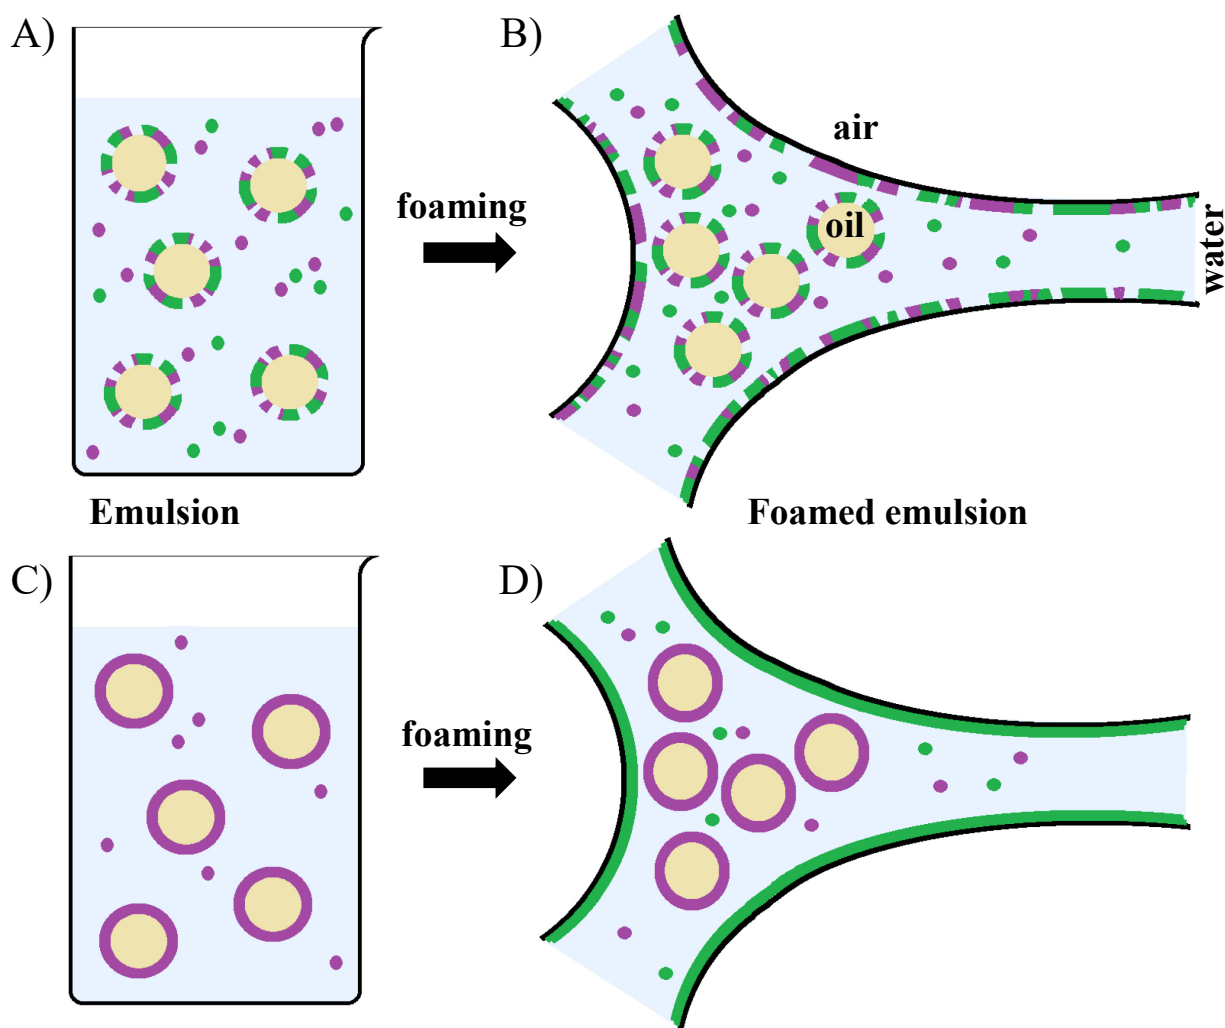 A)
B)
air
foaming
oil
water
Emulsion
Foamed emulsion
C)
D)
foaming